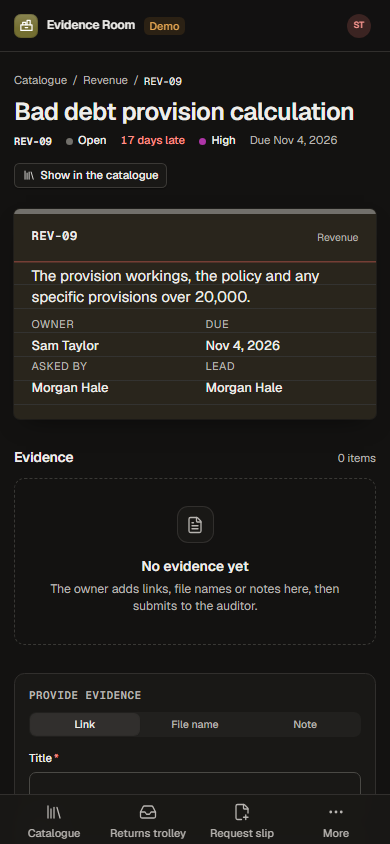 Evidence Room Demo ST
Catalogue / Revenue / REV-09
Bad debt provision calculation
REV-09 Open 17 days late High Due Nov 4, 2026
Show in the catalogue
REV-09 Revenue
The provision workings, the policy and any
specific provisions over 20,000.
OWNER DUE
Sam Taylor Nov 4, 2026
ASKED BY LEAD
Morgan Hale Morgan Hale
Evidence 0 items
No evidence yet
The owner adds links, file names or notes here, then
submits to the auditor.
PROVIDE EVIDENCE
Link File name Note
Title *
Catalogue Returns trolley Request slip More